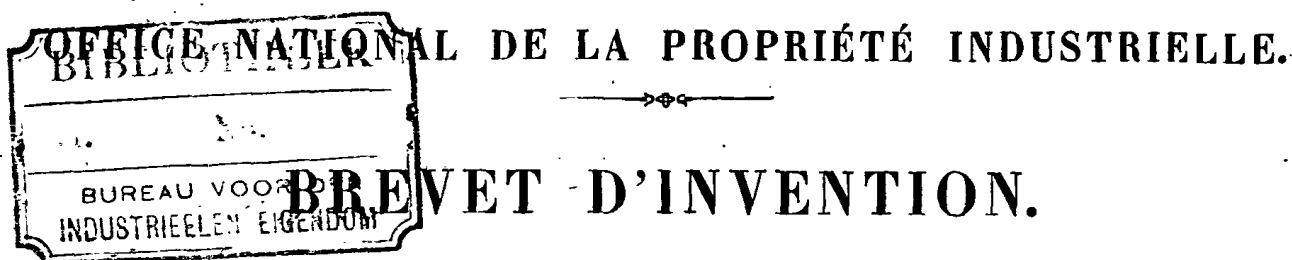 OFFICE NATIONAL DE LA PROPRIÉTÉ INDUSTRIELLE.
BIBLIOTHEEK
BREVET D'INVENTION.
BUREAU VOOR DE
INDUSTRIEELEN EIGENDOM